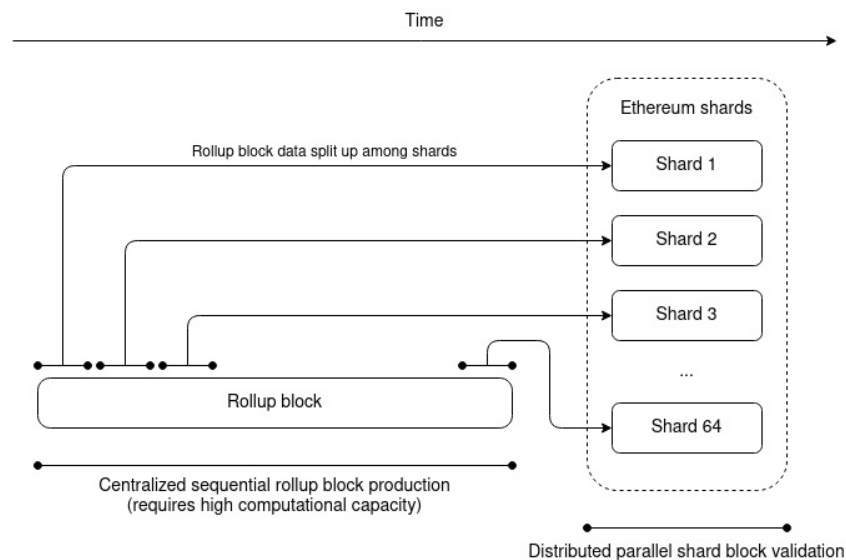 Time
Ethereum shards
Rollup block data split up among shards
Shard 1
Shard 2
Shard 3
...
Rollup block
Shard 64
Centralized sequential rollup block production
(requires high computational capacity)
Distributed parallel shard block validation